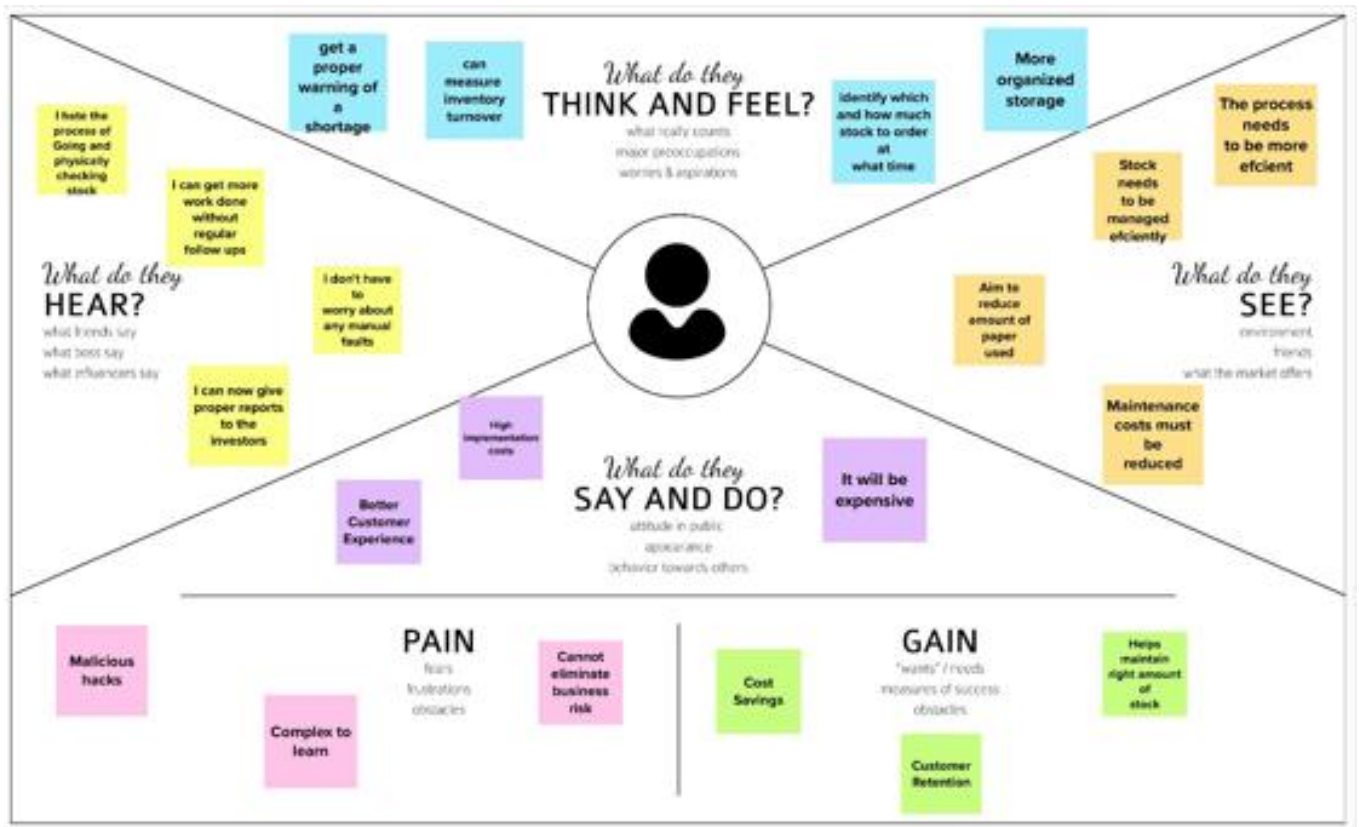 What do they
THINK AND FEEL?
what really counts
major preoccupations
worries & aspirations
get a
proper
warning of
a
shortage
can
measure
inventory
turnover
identify which
and how much
stock to order
at
what time
More
organized
storage
What do they
HEAR?
what friends say
what boss say
what influencers say
I hate the
process of
Going and
physically
checking
stock
I can get more
work done
without
regular
follow ups
I don't have
to
worry about
any manual
faults
I can now give
proper reports
to the
investors
What do they
SEE?
environment
friends
what the market offers
The process
needs
to be more
efcient
Stock
needs
to be
managed
efciently
Aim to
reduce
amount of
paper
used
Maintenance
costs must
be
reduced
What do they
SAY AND DO?
attitude in public
apoearance
behavior towards others
High
implementation
costs
Better
Customer
Experience
It will be
expensive
PAIN
fears
frustrations
obstacles
Malicious
hacks
Complex to
learn
Cannot
eliminate
business
risk
GAIN
"wants" / needs
measures of success
obstacles
Cost
Savings
Customer
Retention
Helps
maintain
right amount
of
stock